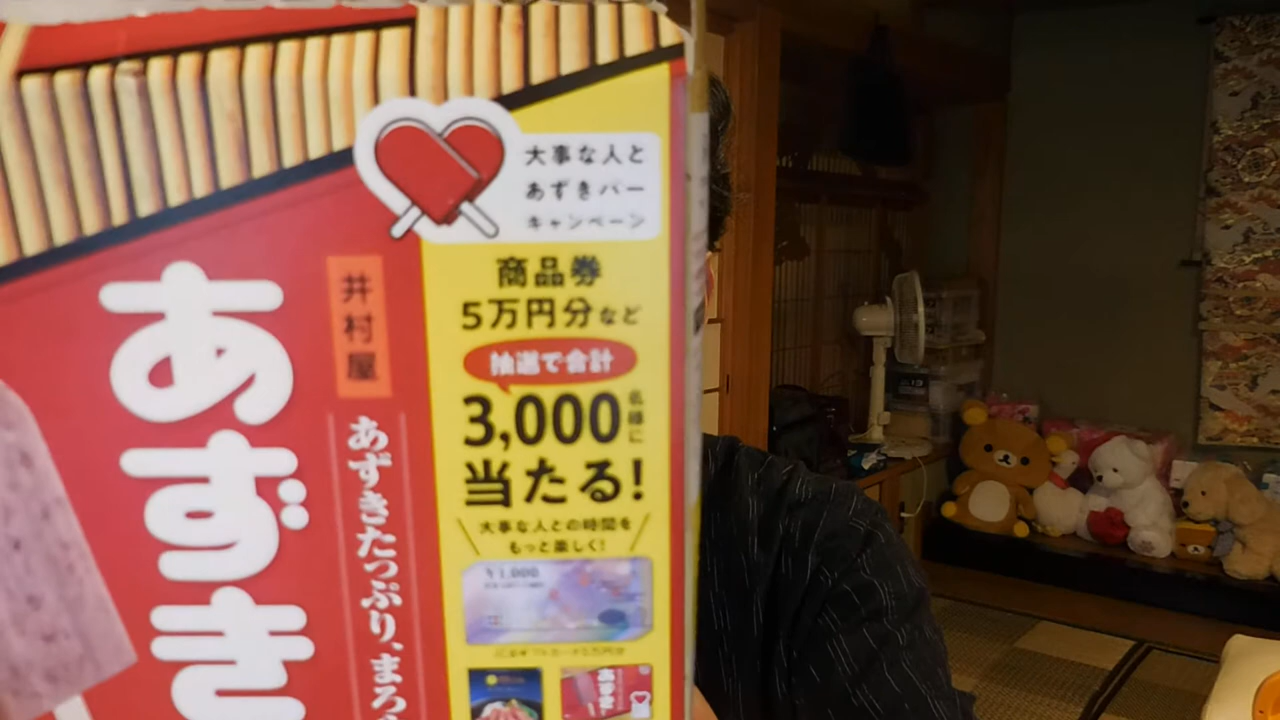 大事な人と
あずきバー
キャンペーン
商品券
5万円分など
抽選で合計
3,000名様に
当たる!
大事な人との時間を
もっと楽しく!
井村屋
あずき
あずきたっぷり、まろ